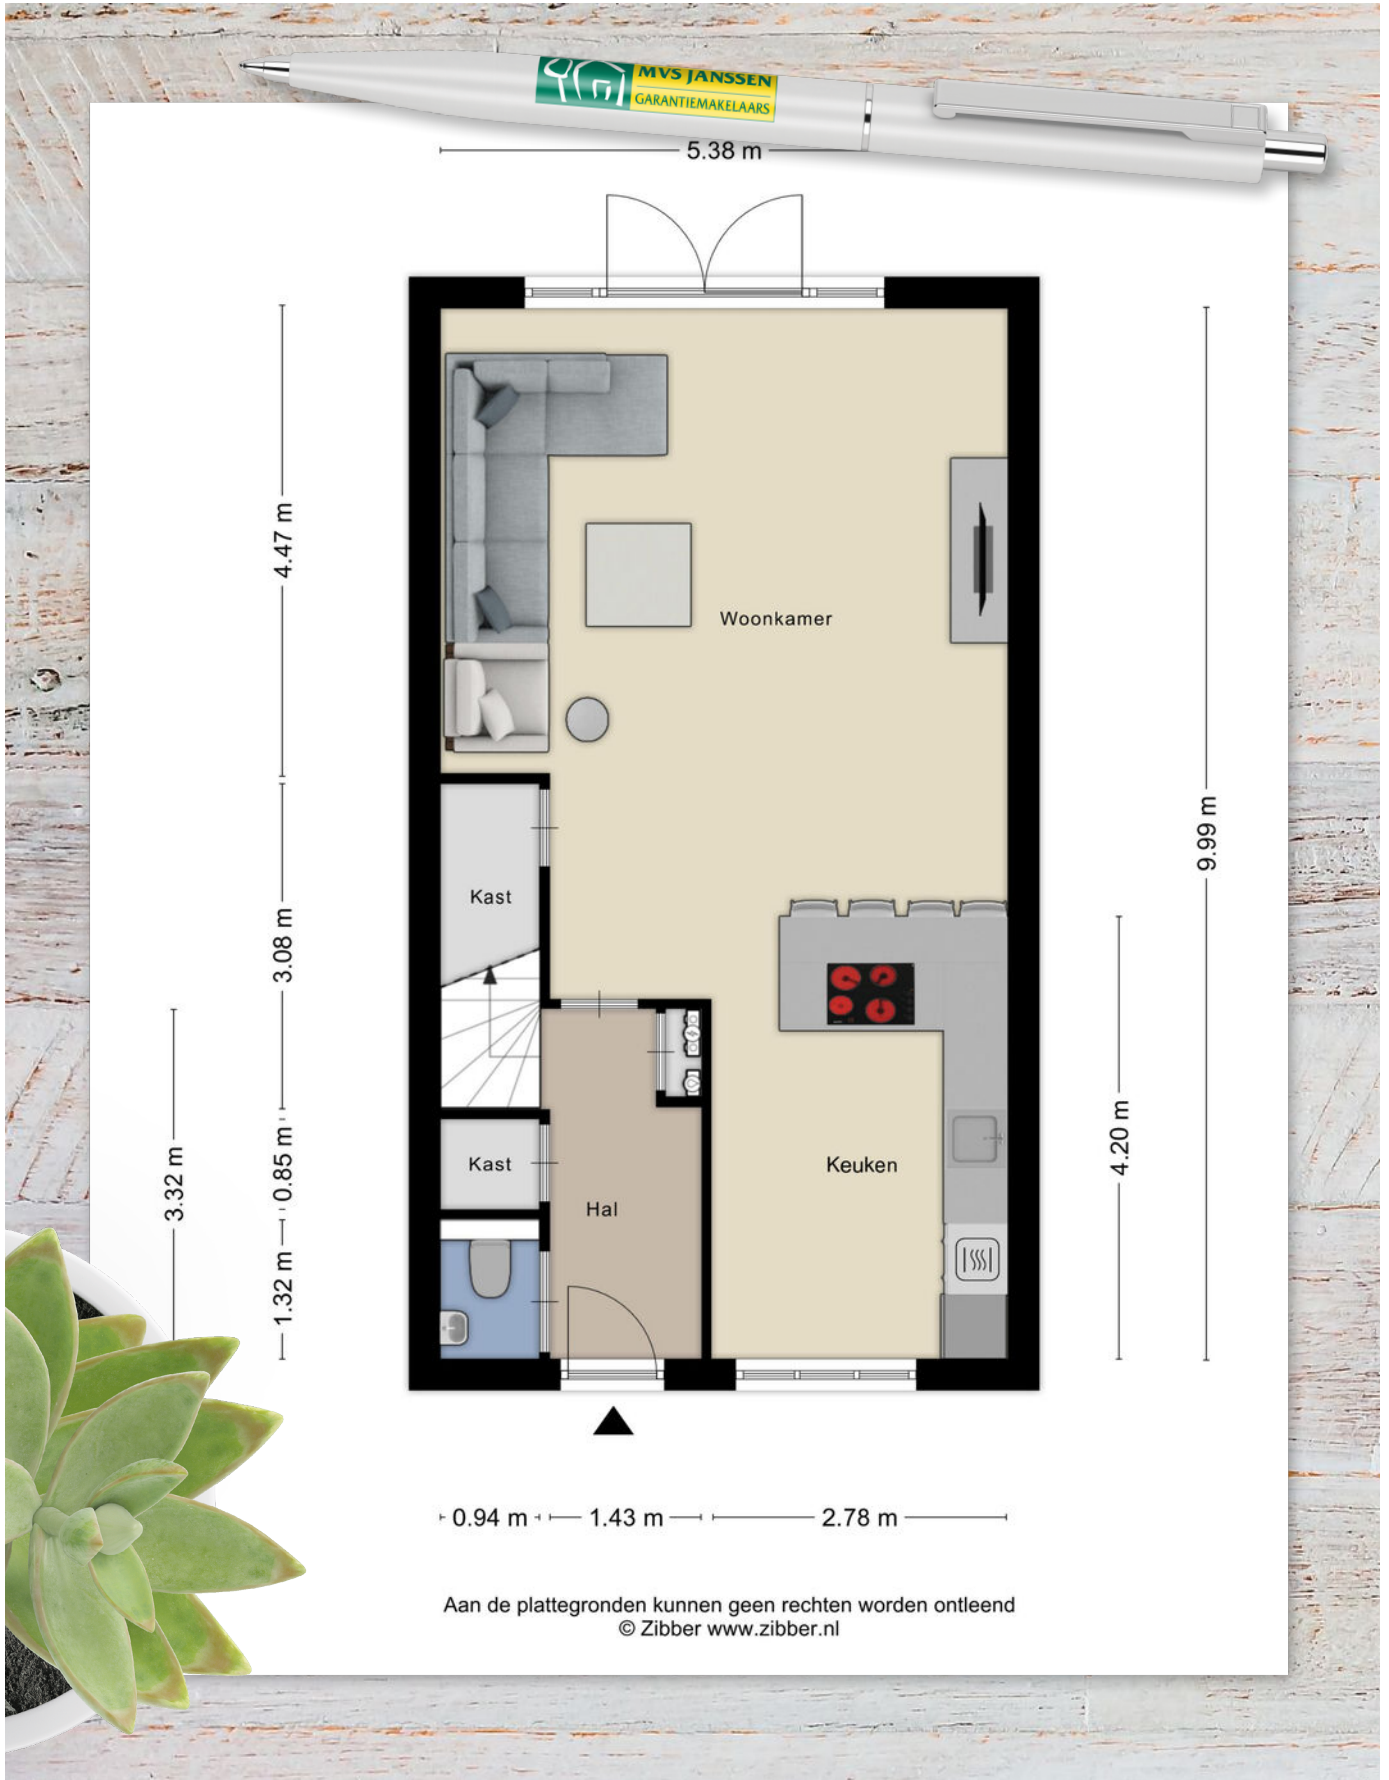 MVS JANSSEN
GARANTIEMAKELAARS
5.38 m
4.47 m
Woonkamer
9.99 m
Kast
3.08 m
4.20 m
Kast
Keuken
0.85 m
3.32 m
Hal
1.32 m
0.94 m
1.43 m
2.78 m
Aan de plattegronden kunnen geen rechten worden ontleend
© Zibber www.zibber.nl